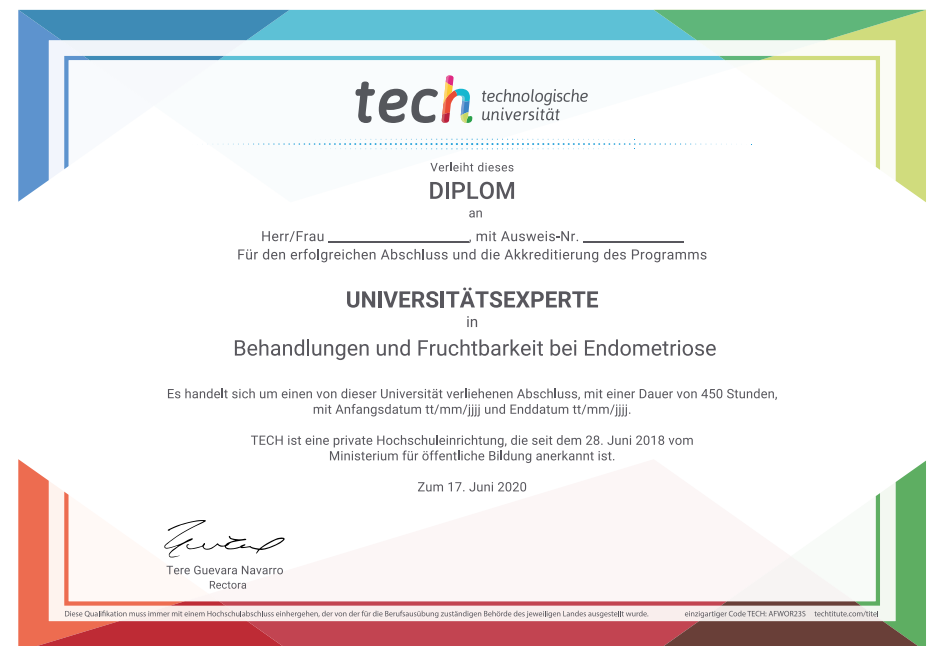 tech technologische
universität
Verleiht dieses
DIPLOM
an
Herr/Frau ____________________, mit Ausweis-Nr. ______________
Für den erfolgreichen Abschluss und die Akkreditierung des Programms
UNIVERSITÄTSEXPERTE
in
Behandlungen und Fruchtbarkeit bei Endometriose
Es handelt sich um einen von dieser Universität verliehenen Abschluss, mit einer Dauer von 450 Stunden,
mit Anfangsdatum tt/mm/jjjj und Enddatum tt/mm/jjjj.
TECH ist eine private Hochschuleinrichtung, die seit dem 28. Juni 2018 vom
Ministerium für öffentliche Bildung anerkannt ist.
Zum 17. Juni 2020
Tere Guevara Navarro
Rectora
Diese Qualifikation muss immer mit einem Hochschulabschluss einhergehen, der von der für die Berufsausübung zuständigen Behörde des jeweiligen Landes ausgestellt wurde. einzigartiger Code TECH: AFWOR23S techtitute.com/titel